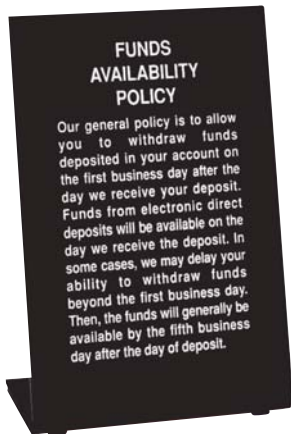 FUNDS
AVAILABILITY
POLICY
Our general policy is to allow
you to withdraw funds
deposited in your account on
the first business day after the
day we receive your deposit.
Funds from electronic direct
deposits will be available on the
day we receive the deposit. In
some cases, we may delay your
ability to withdraw funds
beyond the first business day.
Then, the funds will generally be
available by the fifth business
day after the day of deposit.